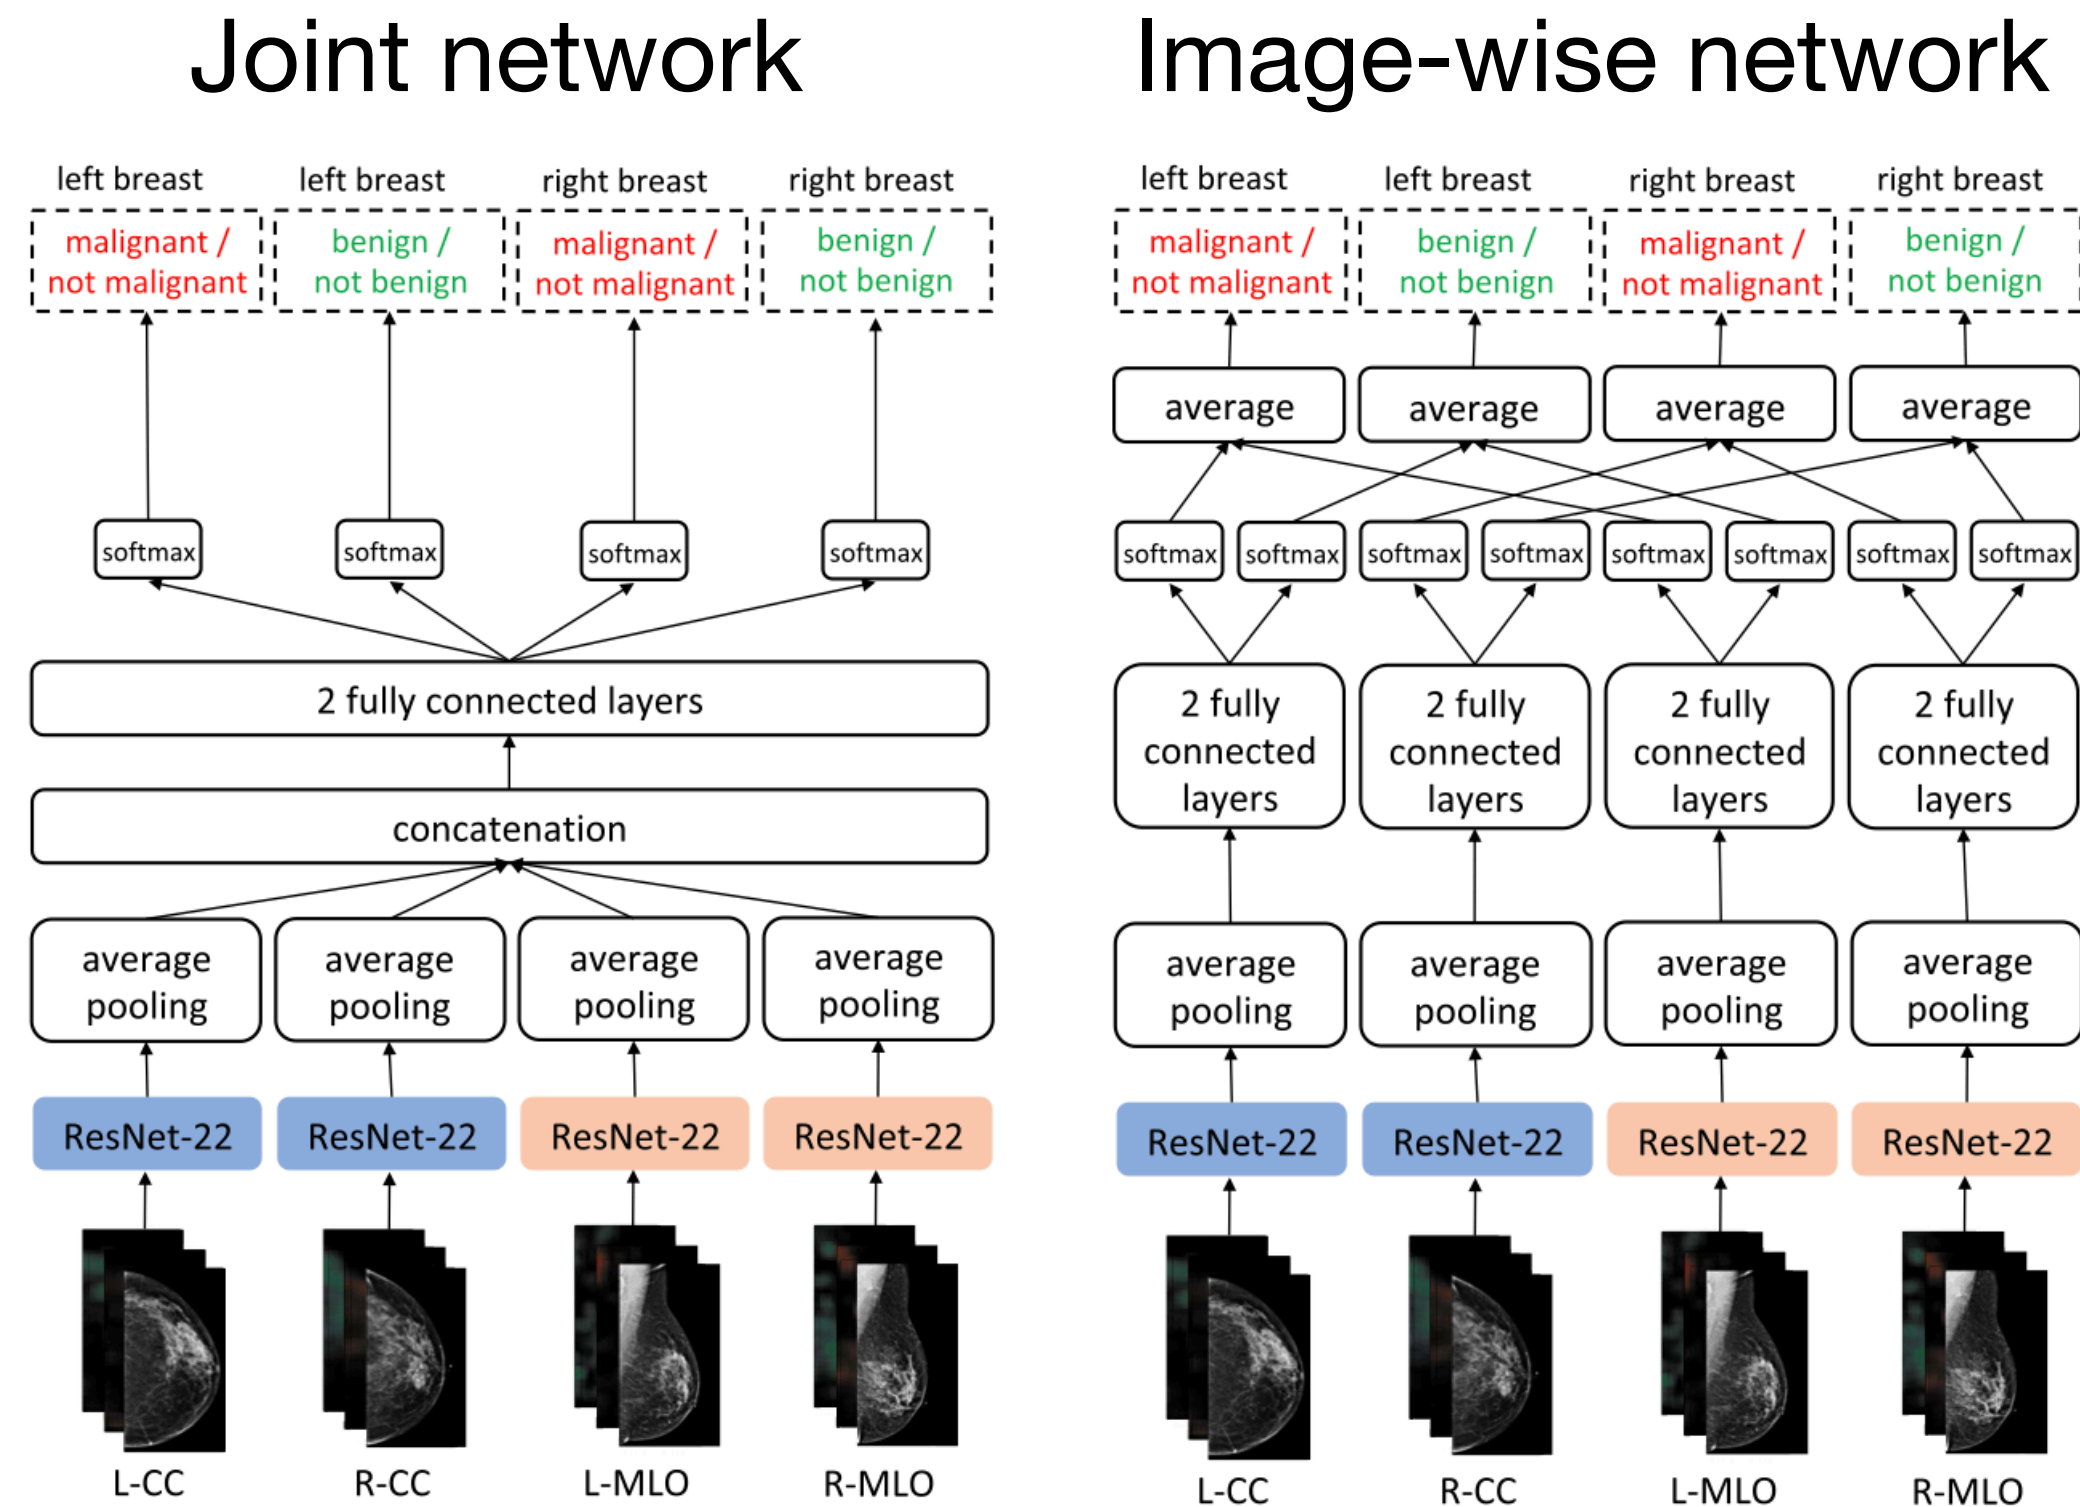 Joint network
left breast left breast right breast right breast
malignant / benign / malignant / benign /
not malignant not benign not malignant not benign
softmax softmax softmax softmax
2 fully connected layers
concatenation
average average average average
pooling pooling pooling pooling
ResNet-22 ResNet-22 ResNet-22 ResNet-22
L-CC R-CC L-MLO R-MLO
Image-wise network
left breast left breast right breast right breast
malignant / benign / malignant / benign /
not malignant not benign not malignant not benign
average average average average
softmax softmax softmax softmax softmax softmax softmax softmax
2 fully 2 fully 2 fully 2 fully
connected connected connected connected
layers layers layers layers
average average average average
pooling pooling pooling pooling
ResNet-22 ResNet-22 ResNet-22 ResNet-22
L-CC R-CC L-MLO R-MLO